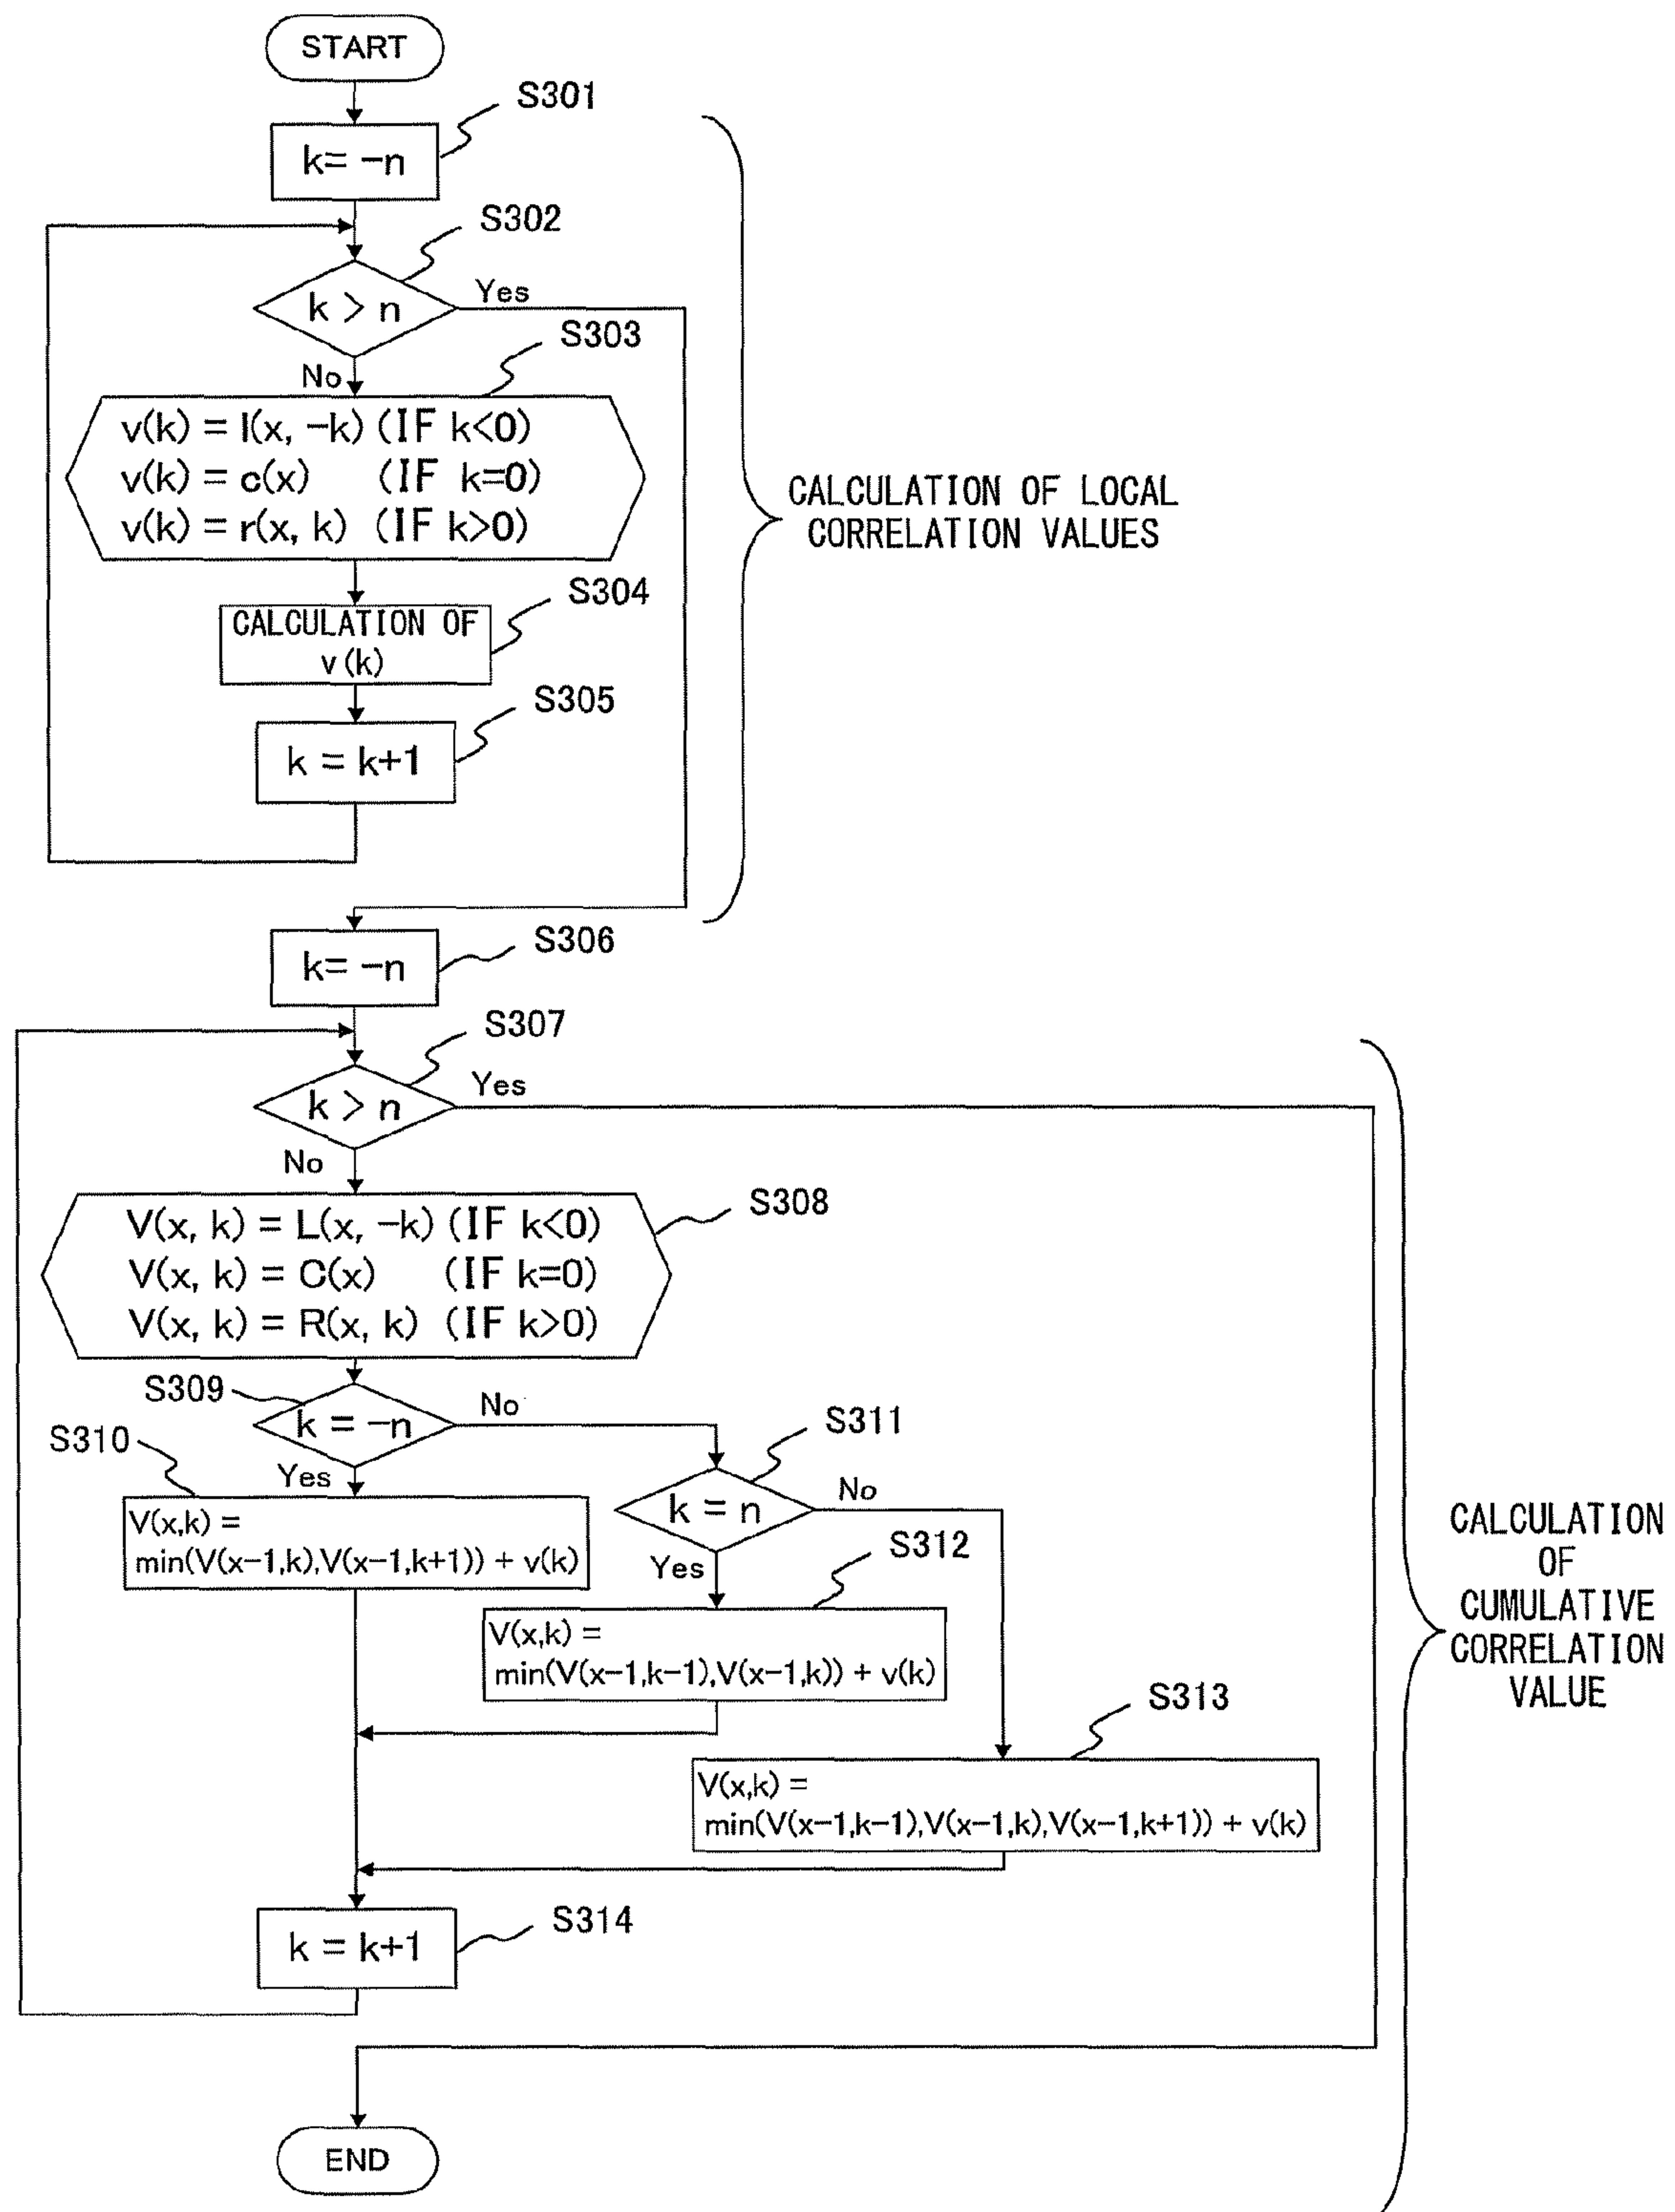 START
S301
k= −n
S302
k > n
Yes
No
S303
v(k) = l(x, −k) (IF k<0)
v(k) = c(x) (IF k=0)
v(k) = r(x, k) (IF k>0)
CALCULATION OF LOCAL
CORRELATION VALUES
S304
CALCULATION OF
v(k)
S305
k = k+1
S306
k= −n
S307
k > n
Yes
No
S308
V(x, k) = L(x, −k) (IF k<0)
V(x, k) = C(x) (IF k=0)
V(x, k) = R(x, k) (IF k>0)
S309
k = −n
No
Yes
S310
V(x,k) =
min(V(x−1,k),V(x−1,k+1)) + v(k)
S311
k = n
No
Yes
S312
V(x,k) =
min(V(x−1,k−1),V(x−1,k)) + v(k)
S313
V(x,k) =
min(V(x−1,k−1),V(x−1,k),V(x−1,k+1)) + v(k)
CALCULATION
OF
CUMULATIVE
CORRELATION
VALUE
S314
k = k+1
END